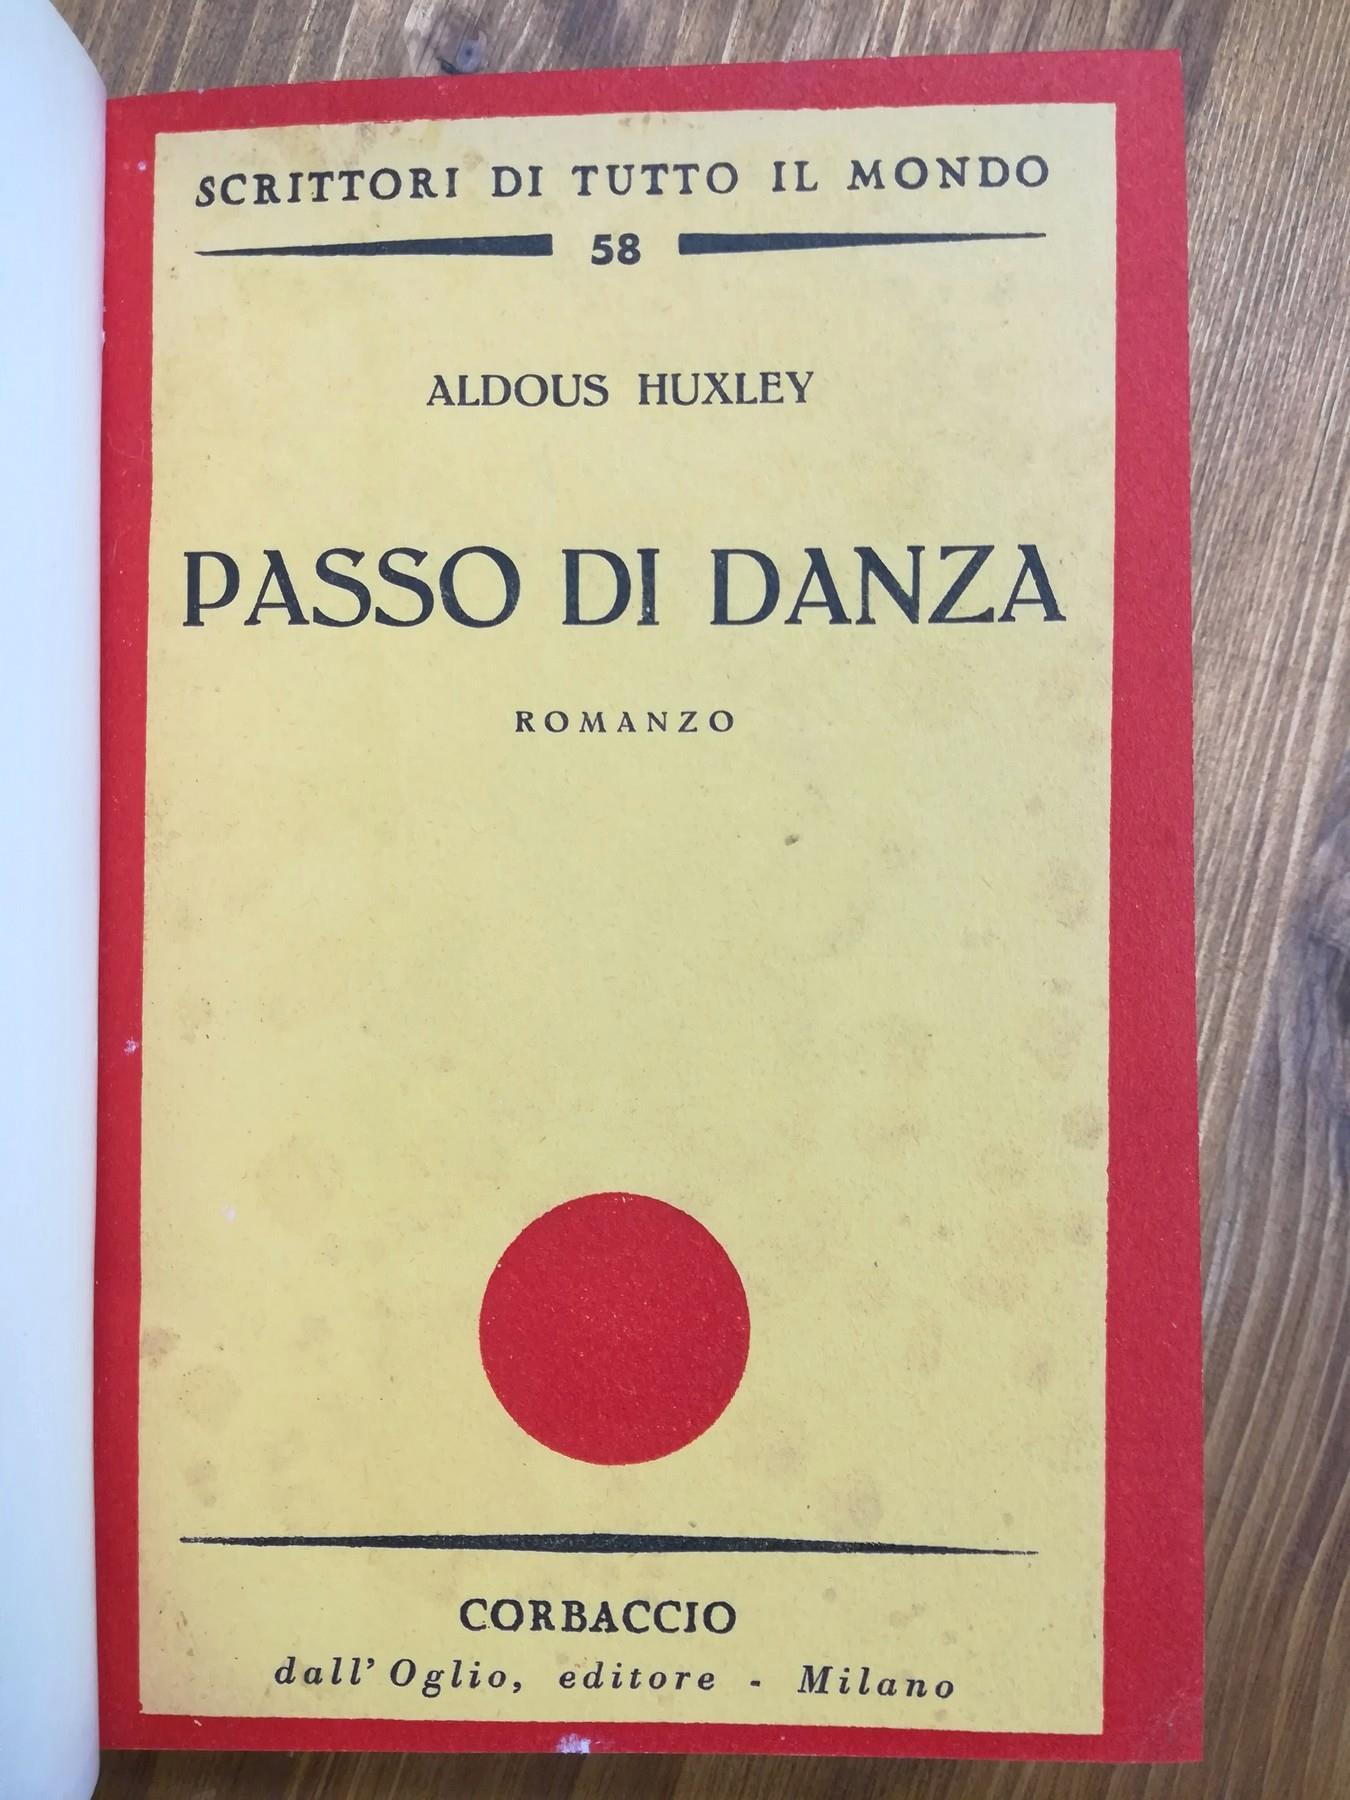 SCRITTORI DI TUTTO IL MONDO
58
ALDOUS HUXLEY
PASSO DI DANZA
ROMANZO
CORBACCIO
dall' Oglio, editore - Milano